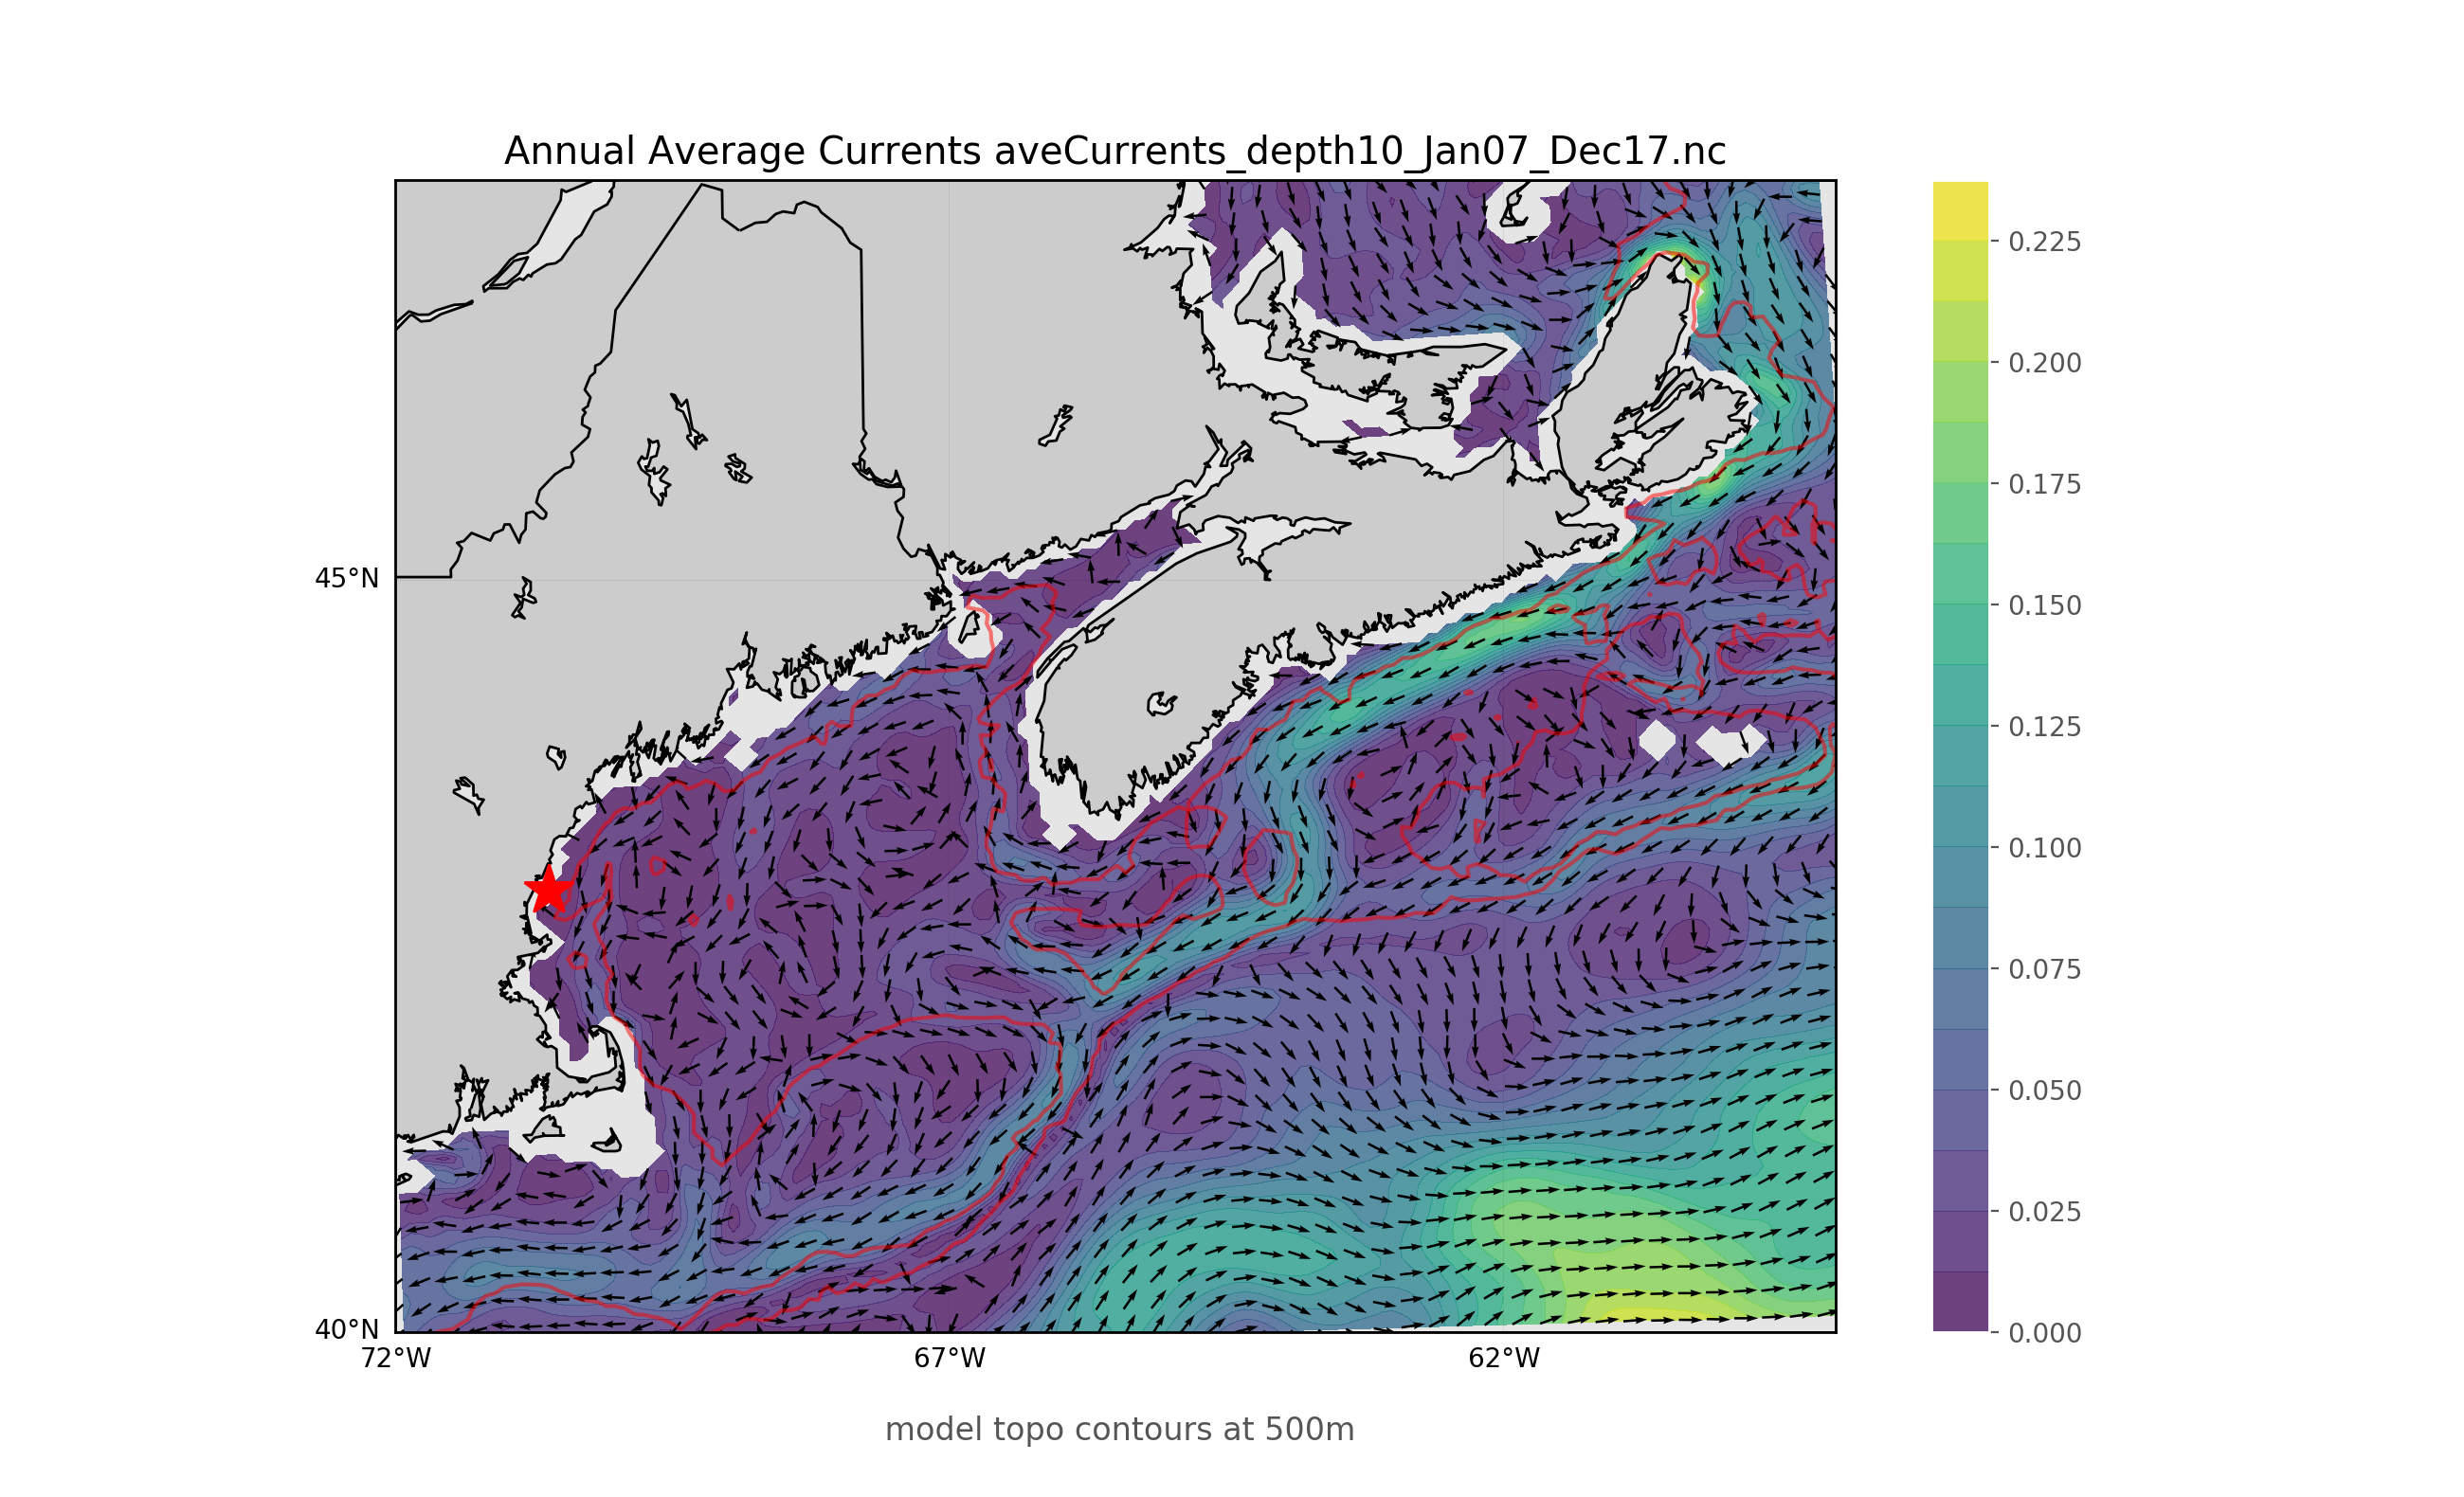 Annual Average Currents aveCurrents_depth10_Jan07_Dec17.nc
0.225
0.200
0.175
45°N
0.150
0.125
0.100
0.075
0.050
0.025
40°N
0.000
72°W
67°W
62°W
model topo contours at 500m